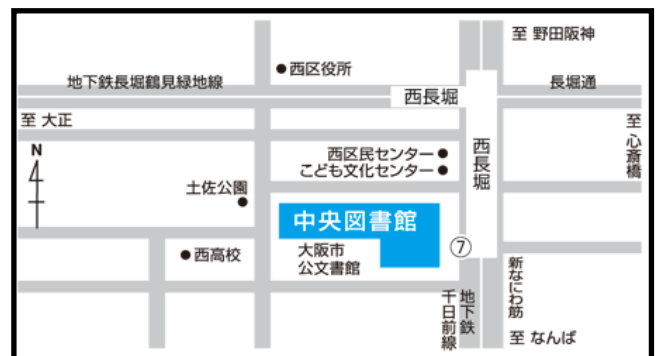 至 野田阪神
●西区役所
地下鉄長堀鶴見緑地線
長堀通
西長堀
至 大正
至 心斎橋
N
西区民センター●
こども文化センター●
西長堀
土佐公園
中央図書館
●西高校
大阪市
公文書館
⑦
新なにわ筋
地下鉄
千日前線
至 なんば